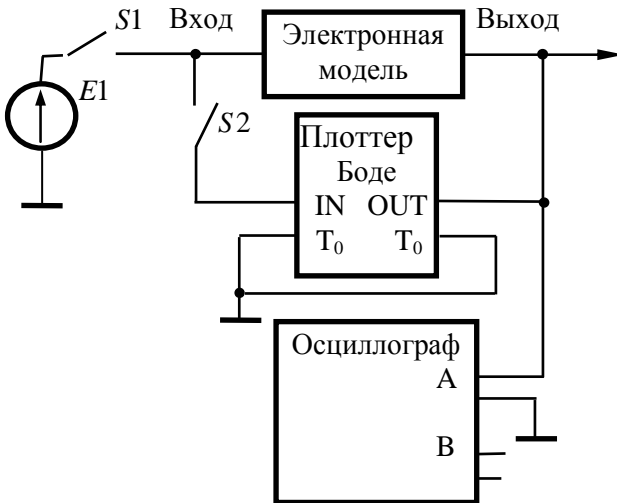 S1
Вход
Выход
Электронная
модель
E1
S2
Плоттер
Боде
IN OUT
T₀ T₀
Осциллограф
A
B